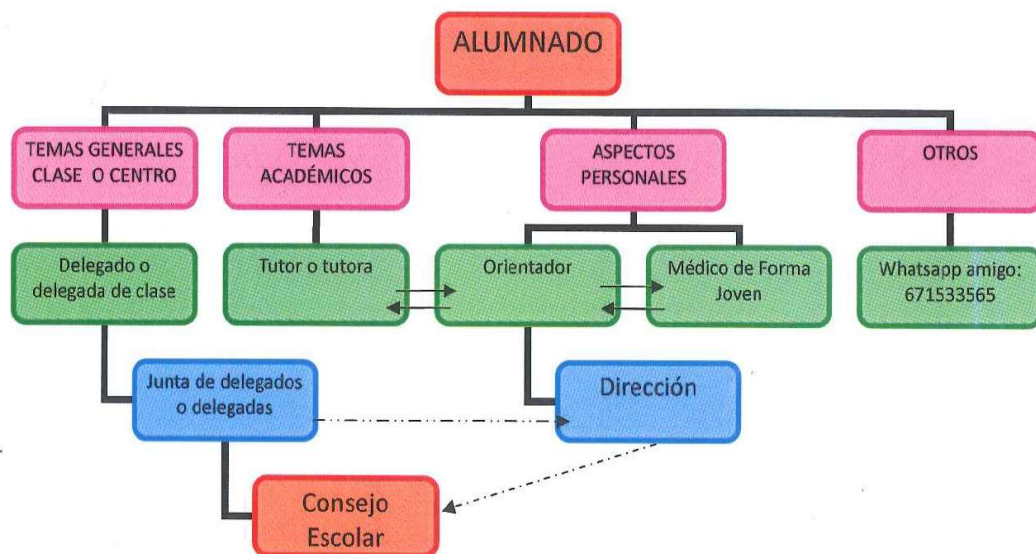 ALUMNADO
TEMAS GENERALES
CLASE O CENTRO
TEMAS
ACADÉMICOS
ASPECTOS
PERSONALES
OTROS
Delegado o
delegada de clase
Tutor o tutora
Orientador
Médico de Forma
Joven
Whatsapp amigo:
671533565
Junta de delegados
o delegadas
Dirección
Consejo
Escolar